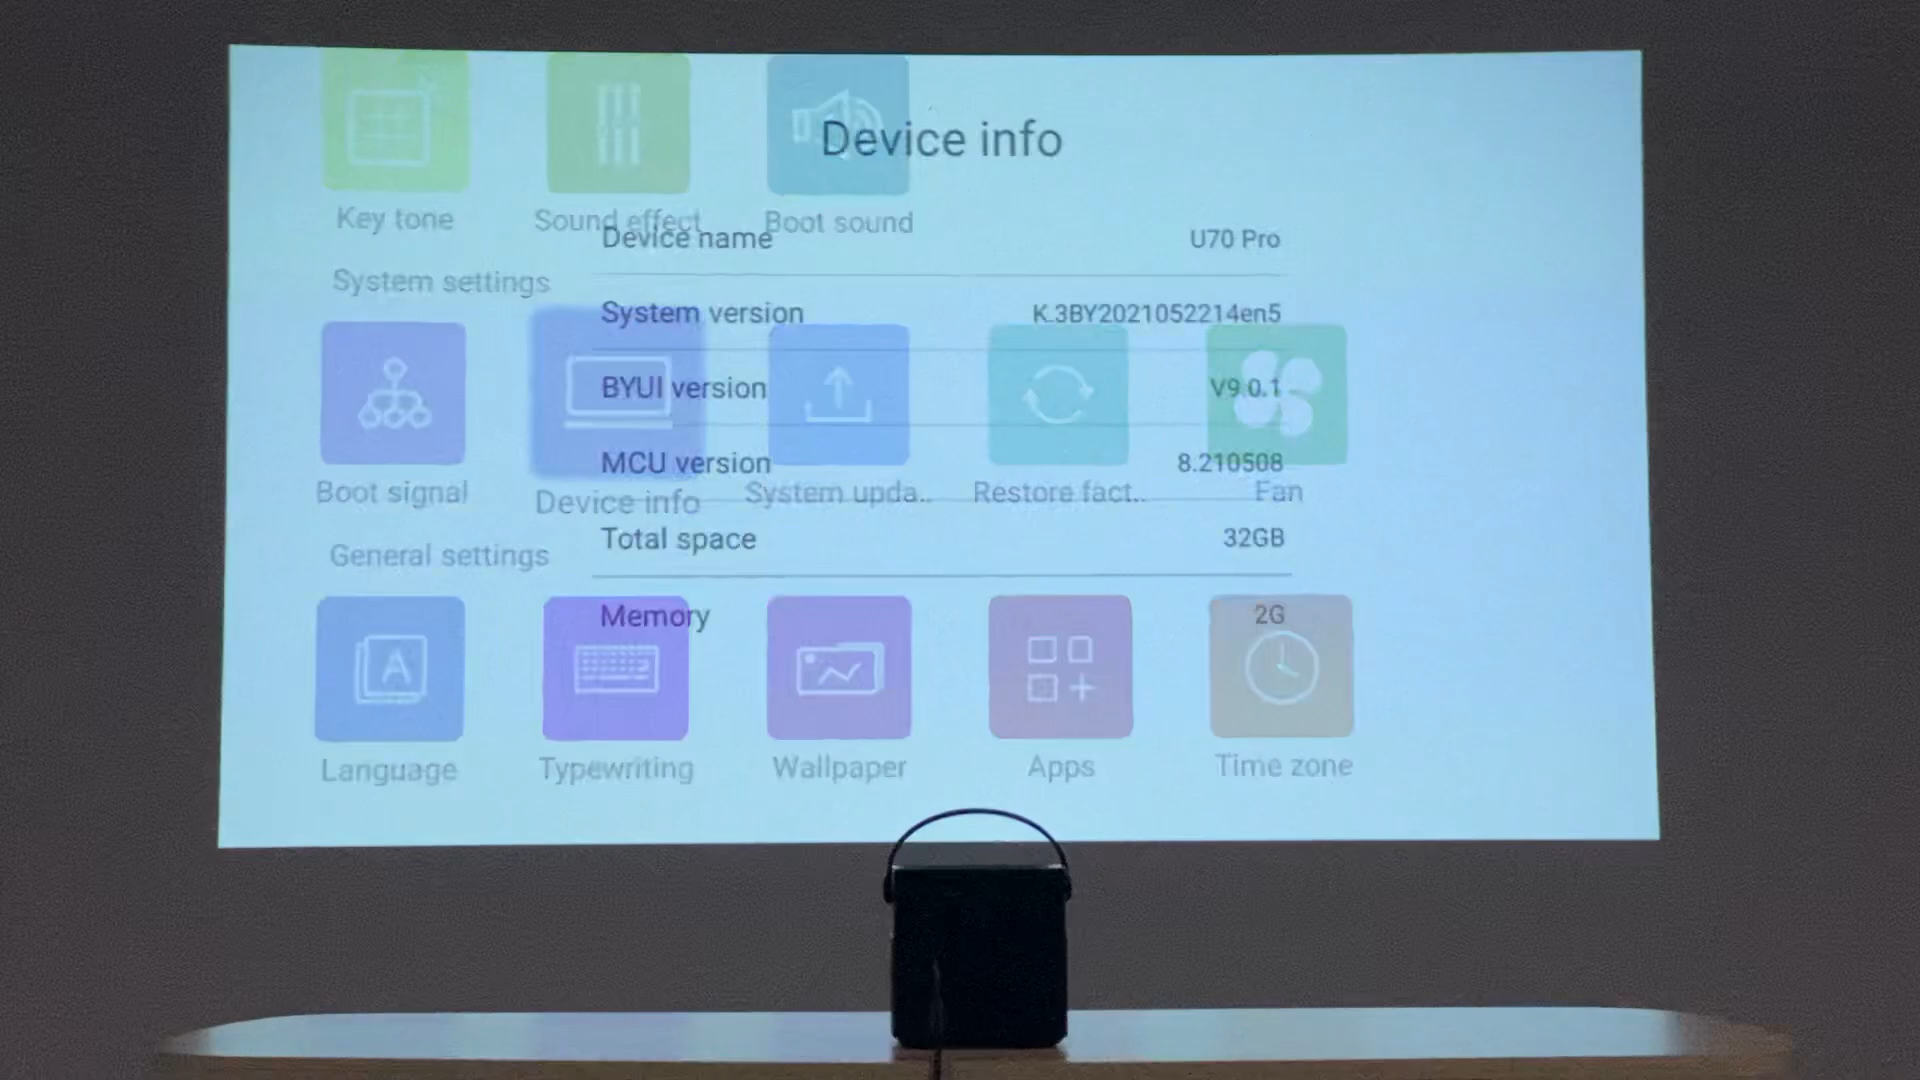 Device info
Key tone
Sound effect
Boot sound
Device name U70 Pro
System settings
System version K.3BY2021052214en5
BYUI version V9.0.1
MCU version 8.210508
Boot signal
Device info
System upda..
Restore fact..
Fan
Total space 32GB
General settings
Memory 2G
A
Language
Typewriting
Wallpaper
Apps
Time zone